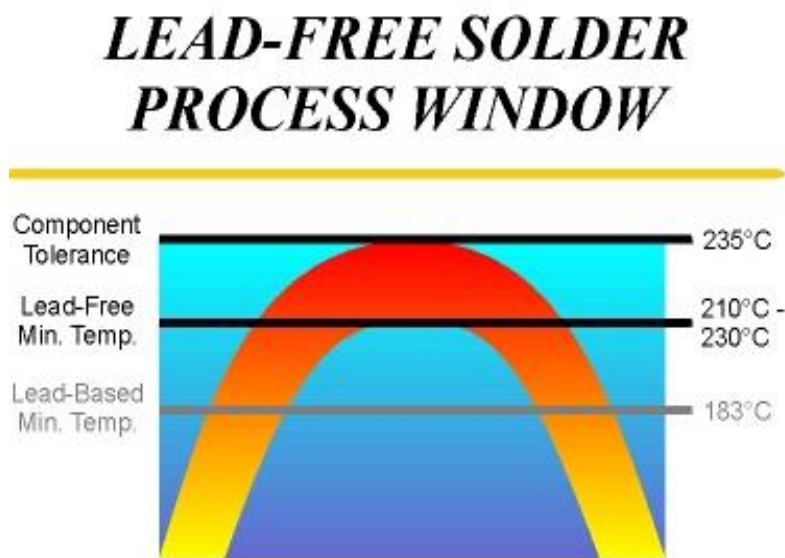 LEAD-FREE SOLDER
PROCESS WINDOW
Component
Tolerance
235°C
Lead-Free
Min. Temp.
210°C -
230°C
Lead-Based
Min. Temp.
183°C